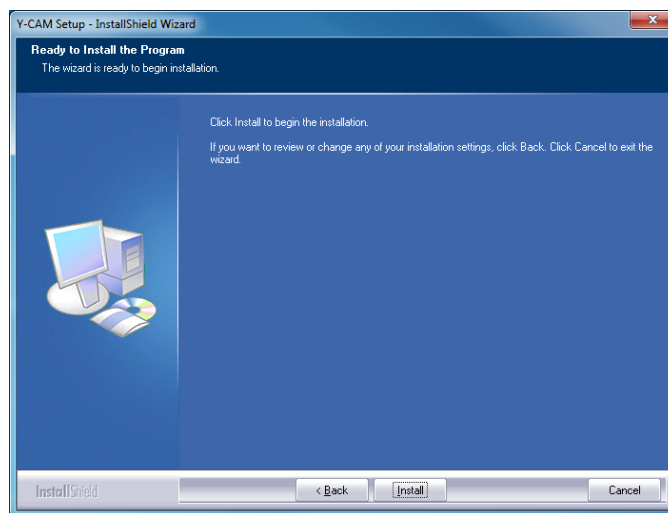 Y-CAM Setup - InstallShield Wizard
Ready to Install the Program
The wizard is ready to begin installation.
Click Install to begin the installation.
If you want to review or change any of your installation settings, click Back. Click Cancel to exit the
wizard.
InstallShield
< Back
Install
Cancel